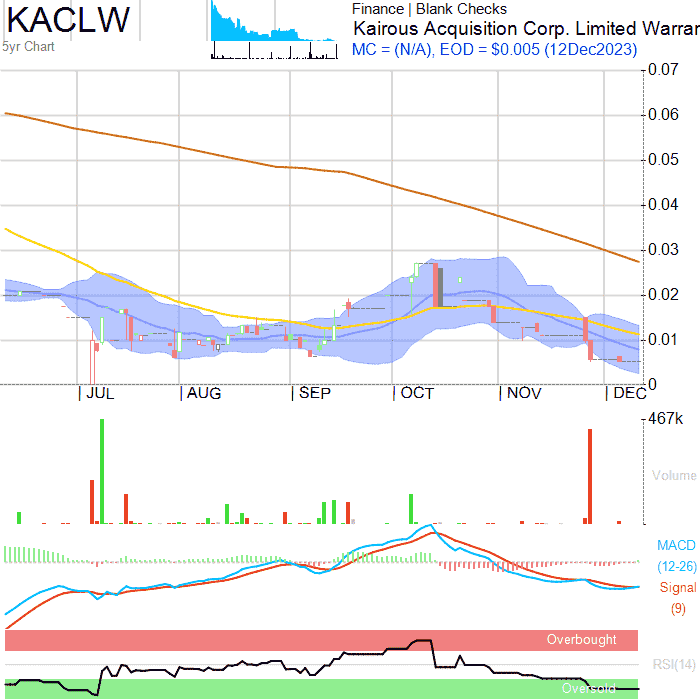 KACLW
5yr Chart
Finance | Blank Checks
Kairous Acquisition Corp. Limited Warrar
MC = (N/A), EOD = $0.005 (12Dec2023)
0.07
0.06
0.05
0.04
0.03
0.02
0.01
0
| JUL | AUG | SEP | OCT | NOV | DEC
467k
Volume
MACD
(12-26)
Signal
(9)
Overbought
RSI(14)
Oversold